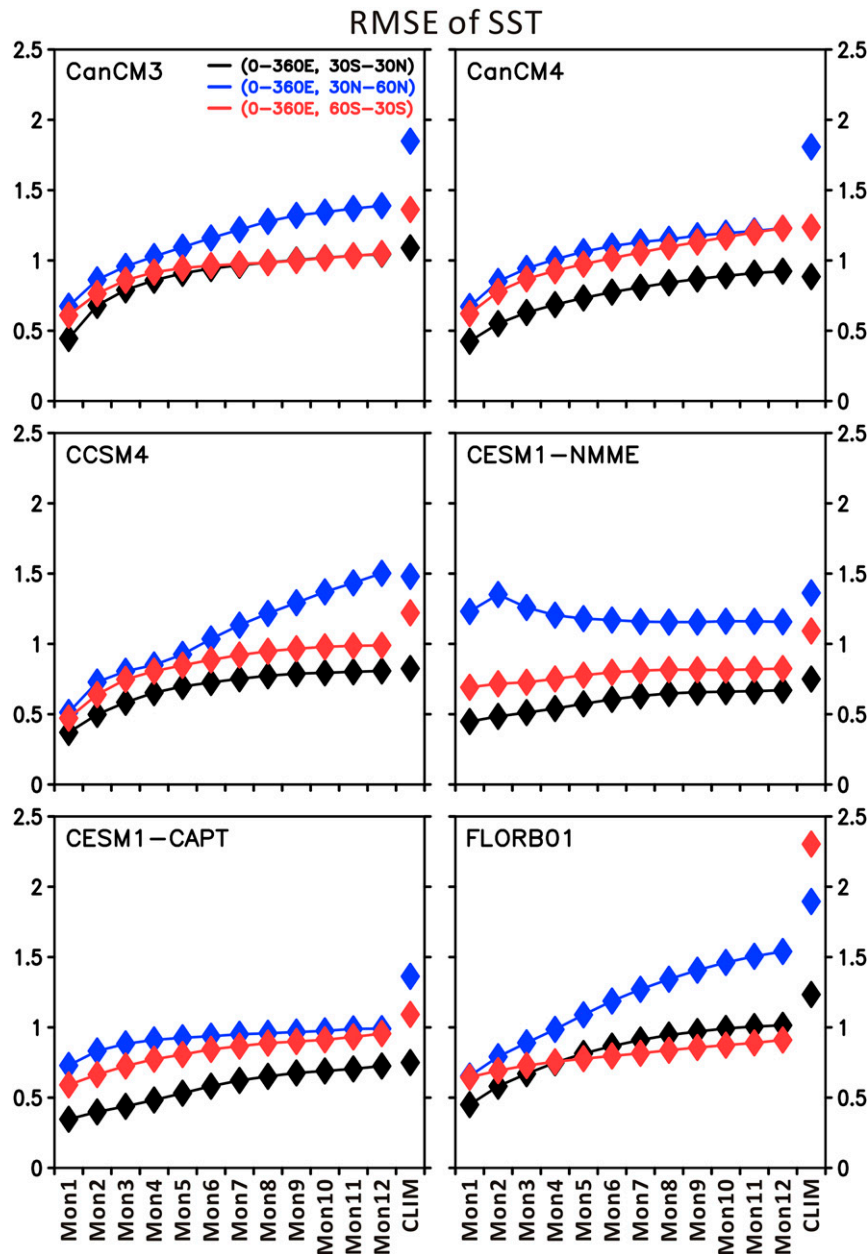 RMSE of SST
CanCM3
(0-360E, 30S-30N)
(0-360E, 30N-60N)
(0-360E, 60S-30S)
CanCM4
2.5
2
1.5
1
0.5
0
2.5
2
1.5
1
0.5
0
CCSM4
CESM1-NMME
2.5
2
1.5
1
0.5
0
2.5
2
1.5
1
0.5
0
CESM1-CAPT
FLORB01
2.5
2
1.5
1
0.5
0
2.5
2
1.5
1
0.5
0
Mon1
Mon2
Mon3
Mon4
Mon5
Mon6
Mon7
Mon8
Mon9
Mon10
Mon11
Mon12
CLIM
Mon1
Mon2
Mon3
Mon4
Mon5
Mon6
Mon7
Mon8
Mon9
Mon10
Mon11
Mon12
CLIM